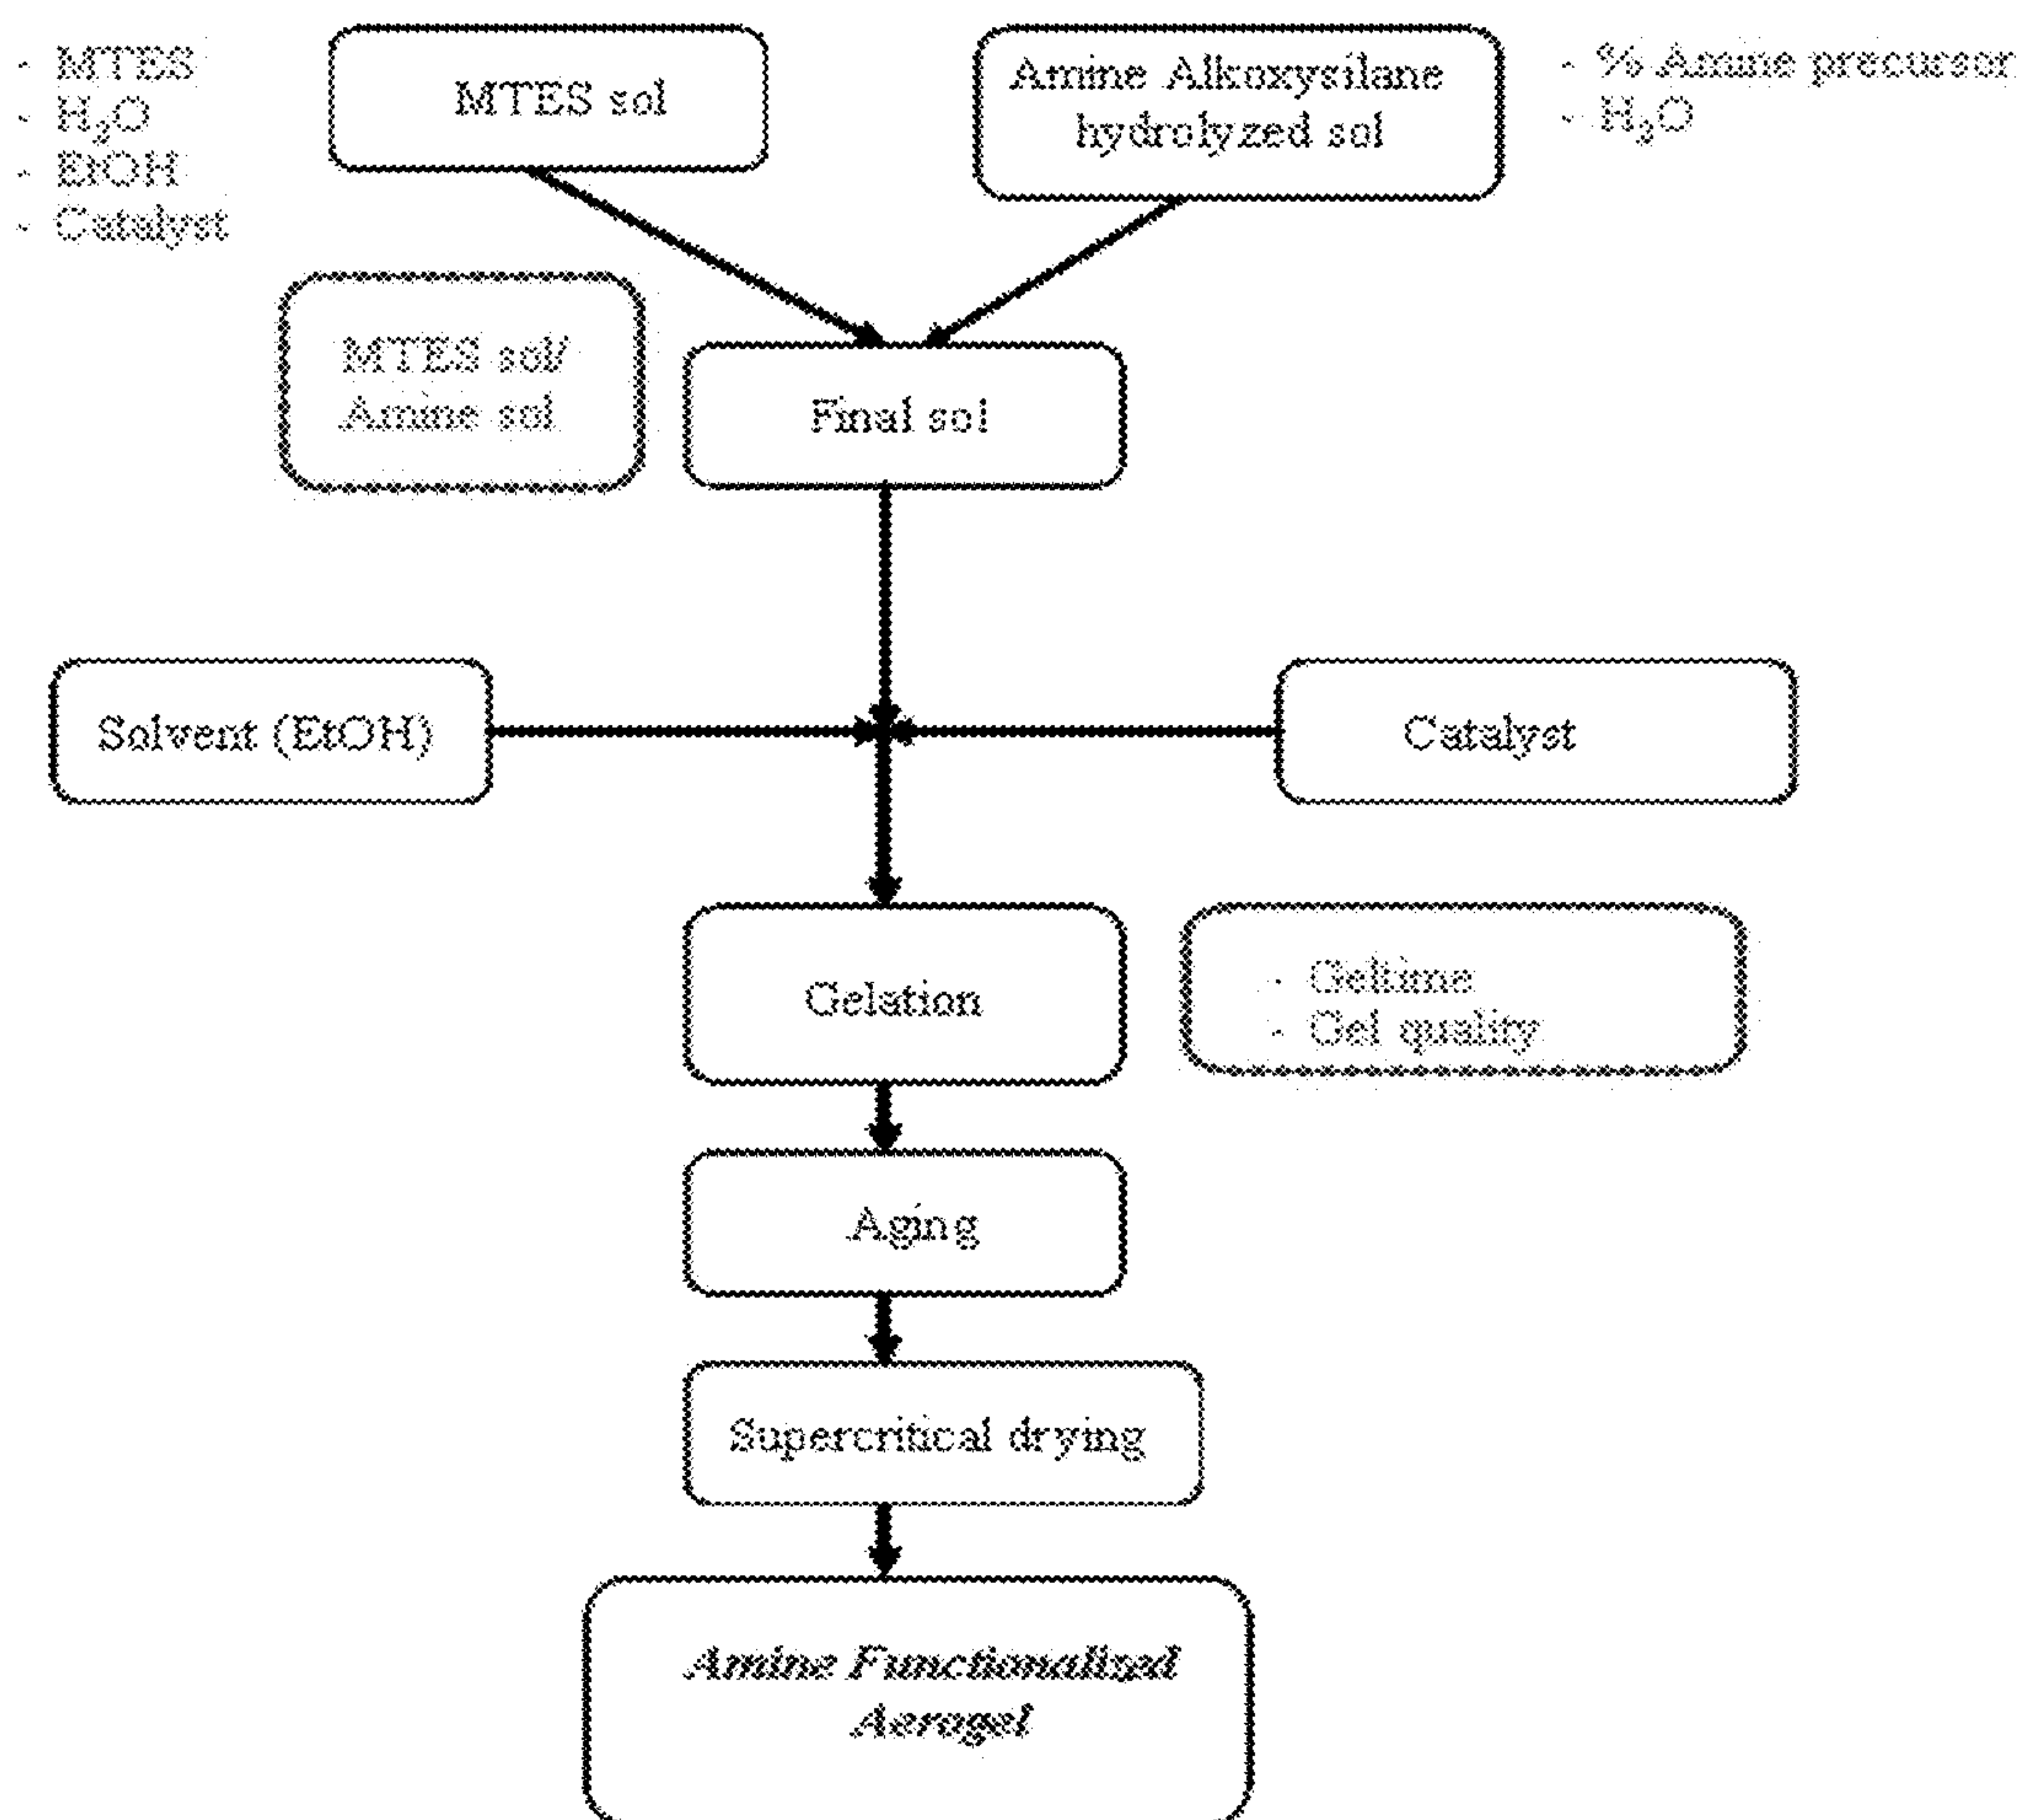 - MTES
- H₂O
- EtOH
- Catalyst
MTES sol
Amine Alkoxysilane
hydrolyzed sol
- % Amine precursor
- H₂O
MTES sol/
Amine sol
Final sol
Solvent (EtOH)
Catalyst
Gelation
- Geltime
- Gel quality
Aging
Supercritical drying
Amine Functionalized
Aerogel